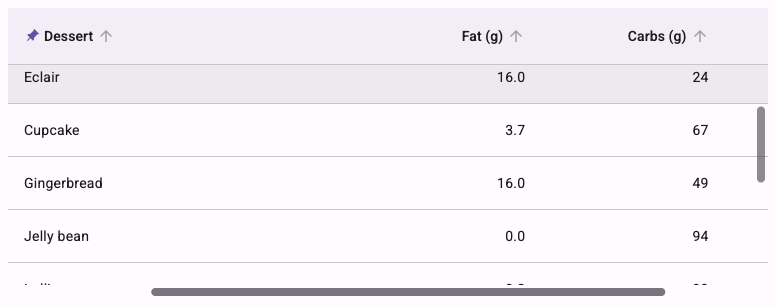 Dessert Fat (g) Carbs (g)
Eclair 16.0 24
Cupcake 3.7 67
Gingerbread 16.0 49
Jelly bean 0.0 94